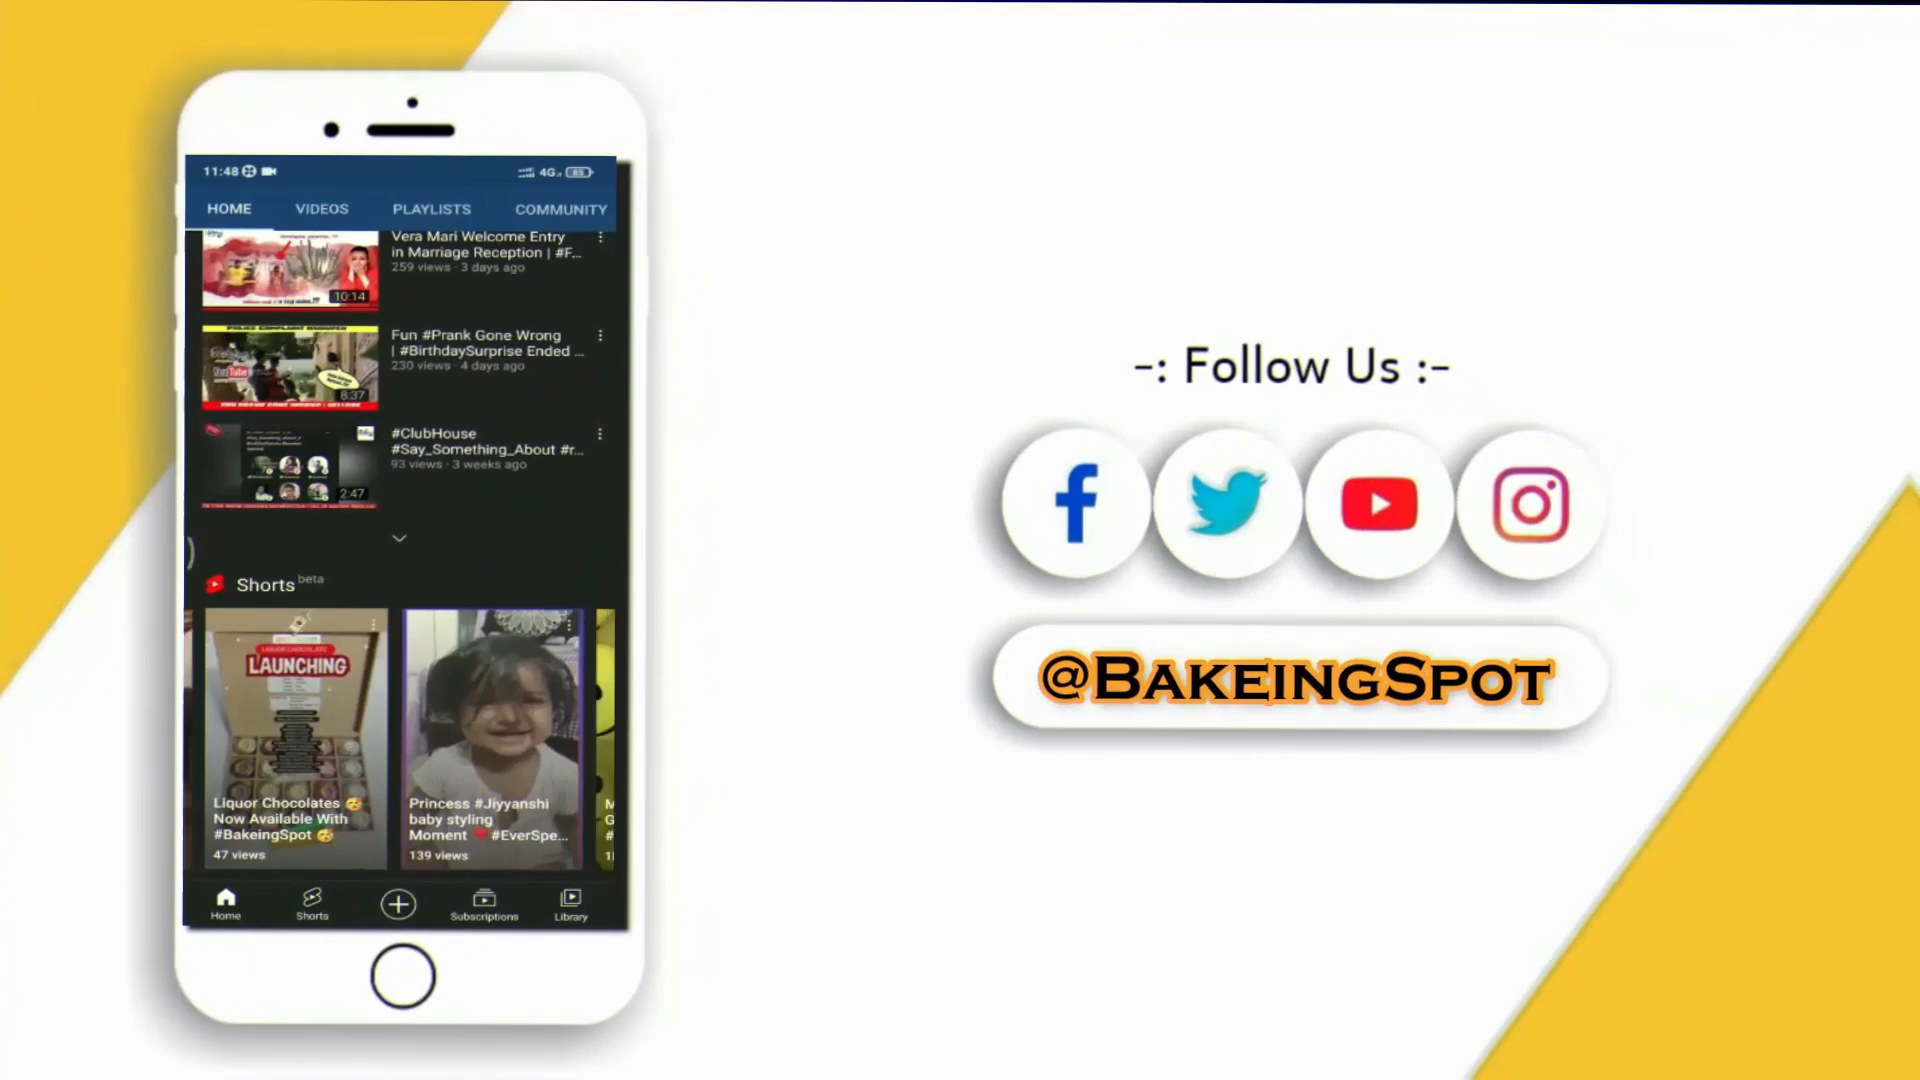 11:48
4G
85
HOME
VIDEOS
PLAYLISTS
COMMUNITY
Vera Mari Welcome Entry
in Marriage Reception | #F...
259 views · 3 days ago
10:14
Fun #Prank Gone Wrong
| #BirthdaySurprise Ended ...
230 views · 4 days ago
8:37
#ClubHouse
#Say_Something_About #r...
93 views · 3 weeks ago
2:47
Shorts beta
LIQUOR CHOCOLATE
LAUNCHING
Liquor Chocolates 🥳
Now Available With
#BakeingSpot 🥳
47 views
Princess #Jiyyanshi
baby styling
Moment ❤️#EverSpe...
139 views
Home
Shorts
Subscriptions
Library
-: Follow Us :-
@BAKEINGSPOT